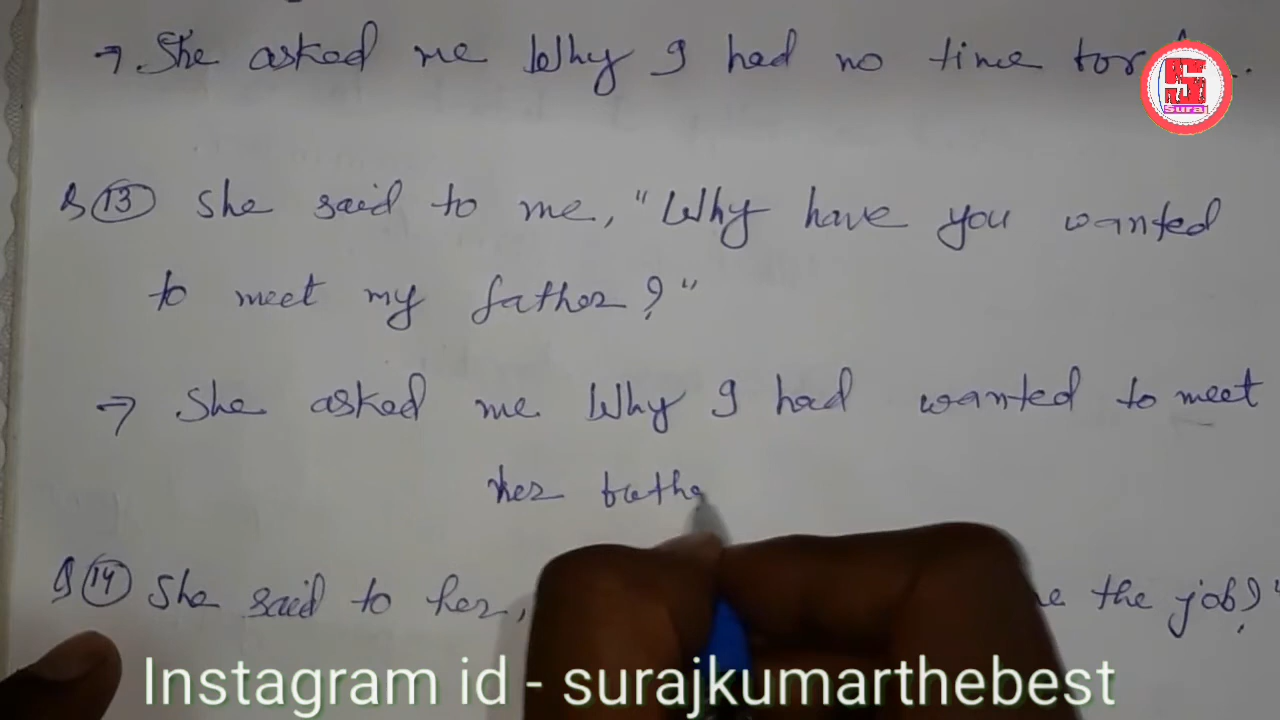 → She asked me Why I had no time for
S Suraj
Q 13 She said to me, "Why have you wanted
to meet my father?"
→ She asked me Why I had wanted to meet
her fathe
Q 14 She said to her, the job?"
Instagram id - surajkumarthebest